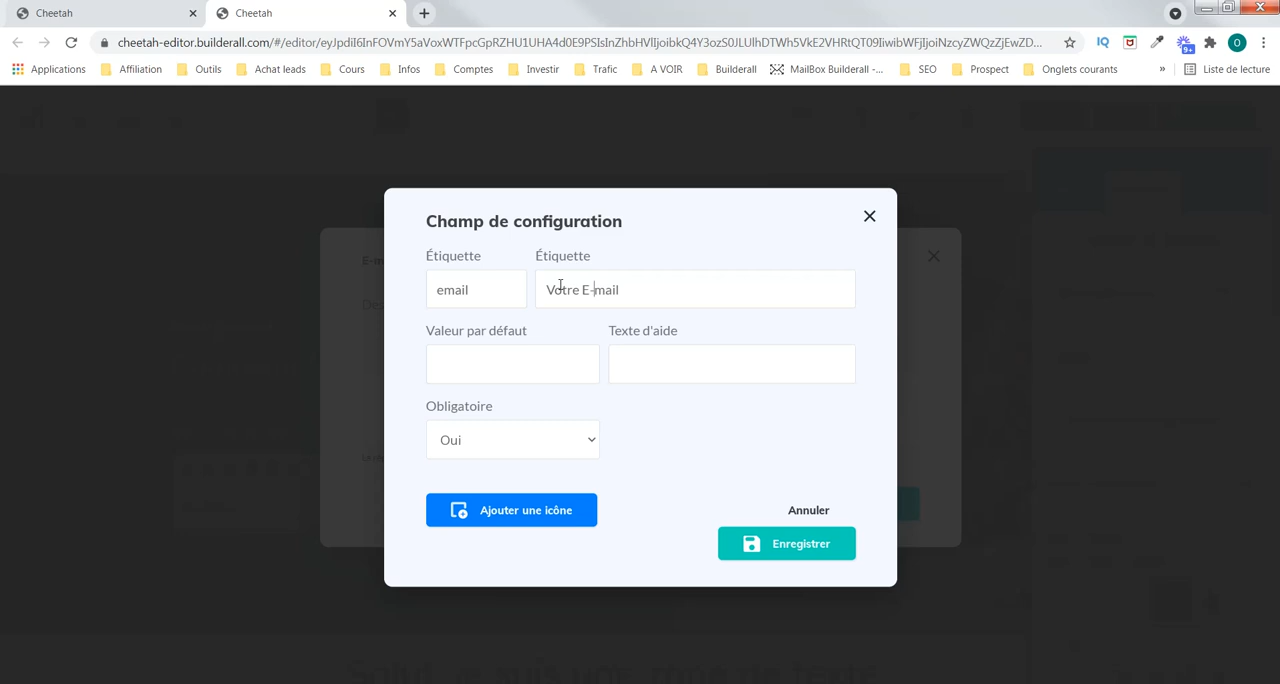 Cheetah
Cheetah
cheetah-editor.builderall.com/#/editor/
9+
O
Applications
Affiliation
Outils
Achat leads
Cours
Infos
Comptes
Investir
Trafic
A VOIR
Builderall
MailBox Builderall -...
SEO
Prospect
Onglets courants
»
Liste de lecture
Champ de configuration
Étiquette
Étiquette
email
Votre E-mail
Valeur par défaut
Texte d'aide
Obligatoire
Oui
Ajouter une icône
Annuler
Enregistrer